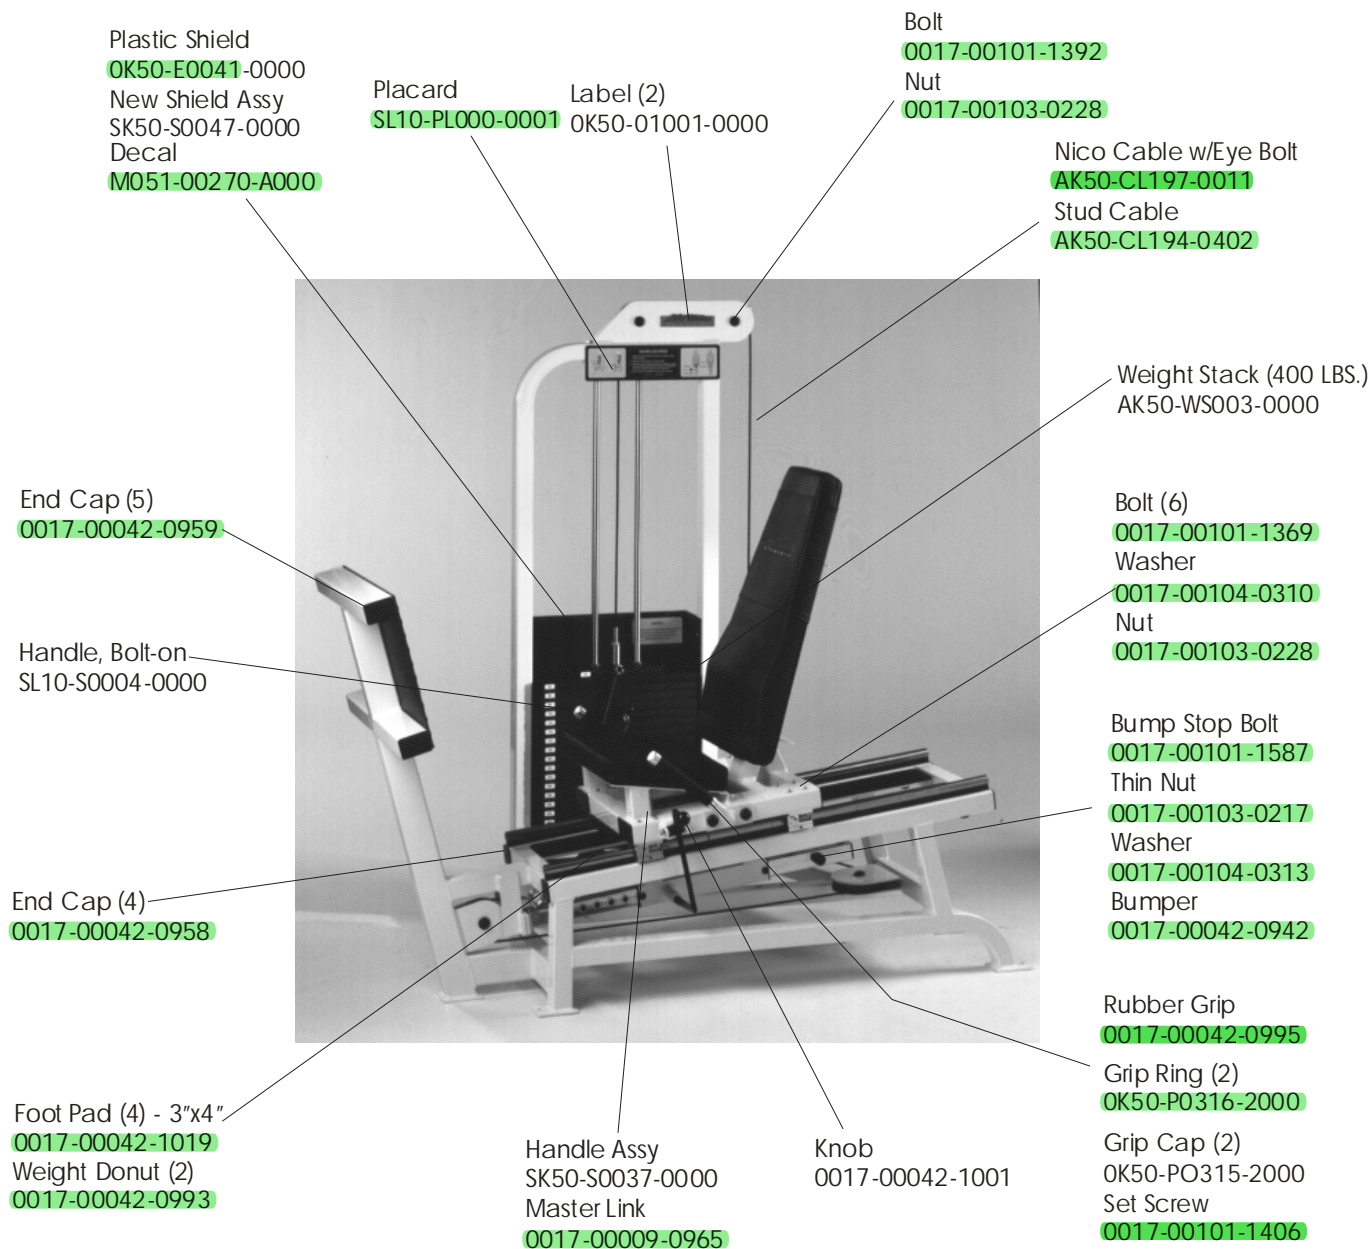 Plastic Shield
0K50-E0041-0000
New Shield Assy
SK50-S0047-0000
Decal
M051-00270-A000
Placard
SL10-PL000-0001
Label (2)
0K50-01001-0000
Bolt
0017-00101-1392
Nut
0017-00103-0228
Nico Cable w/Eye Bolt
AK50-CL197-0011
Stud Cable
AK50-CL194-0402
Weight Stack (400 LBS.)
AK50-WS003-0000
End Cap (5)
0017-00042-0959
Bolt (6)
0017-00101-1369
Washer
0017-00104-0310
Nut
0017-00103-0228
Handle, Bolt-on
SL10-S0004-0000
Bump Stop Bolt
0017-00101-1587
Thin Nut
0017-00103-0217
Washer
0017-00104-0313
Bumper
0017-00042-0942
End Cap (4)
0017-00042-0958
Rubber Grip
0017-00042-0995
Grip Ring (2)
0K50-P0316-2000
Grip Cap (2)
0K50-PO315-2000
Set Screw
0017-00101-1406
Foot Pad (4) - 3"x4"
0017-00042-1019
Weight Donut (2)
0017-00042-0993
Handle Assy
SK50-S0037-0000
Master Link
0017-00009-0965
Knob
0017-00042-1001